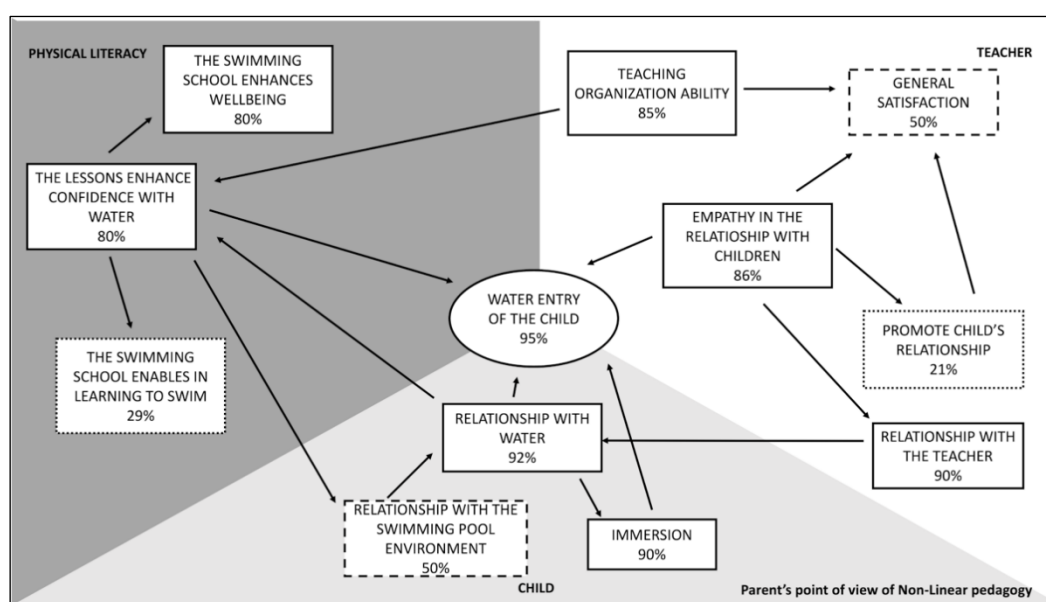 PHYSICAL LITERACY
THE SWIMMING
SCHOOL ENHANCES
WELLBEING
80%
TEACHING
ORGANIZATION ABILITY
85%
TEACHER
GENERAL
SATISFACTION
50%
THE LESSONS ENHANCE
CONFIDENCE WITH
WATER
80%
EMPATHY IN THE
RELATIOSHIP WITH
CHILDREN
86%
WATER ENTRY
OF THE CHILD
95%
THE SWIMMING
SCHOOL ENABLES IN
LEARNING TO SWIM
29%
PROMOTE CHILD'S
RELATIONSHIP
21%
RELATIONSHIP WITH
WATER
92%
RELATIONSHIP WITH
THE TEACHER
90%
RELATIONSHIP WITH THE
SWIMMING POOL
ENVIRONMENT
50%
IMMERSION
90%
CHILD
Parent's point of view of Non-Linear pedagogy